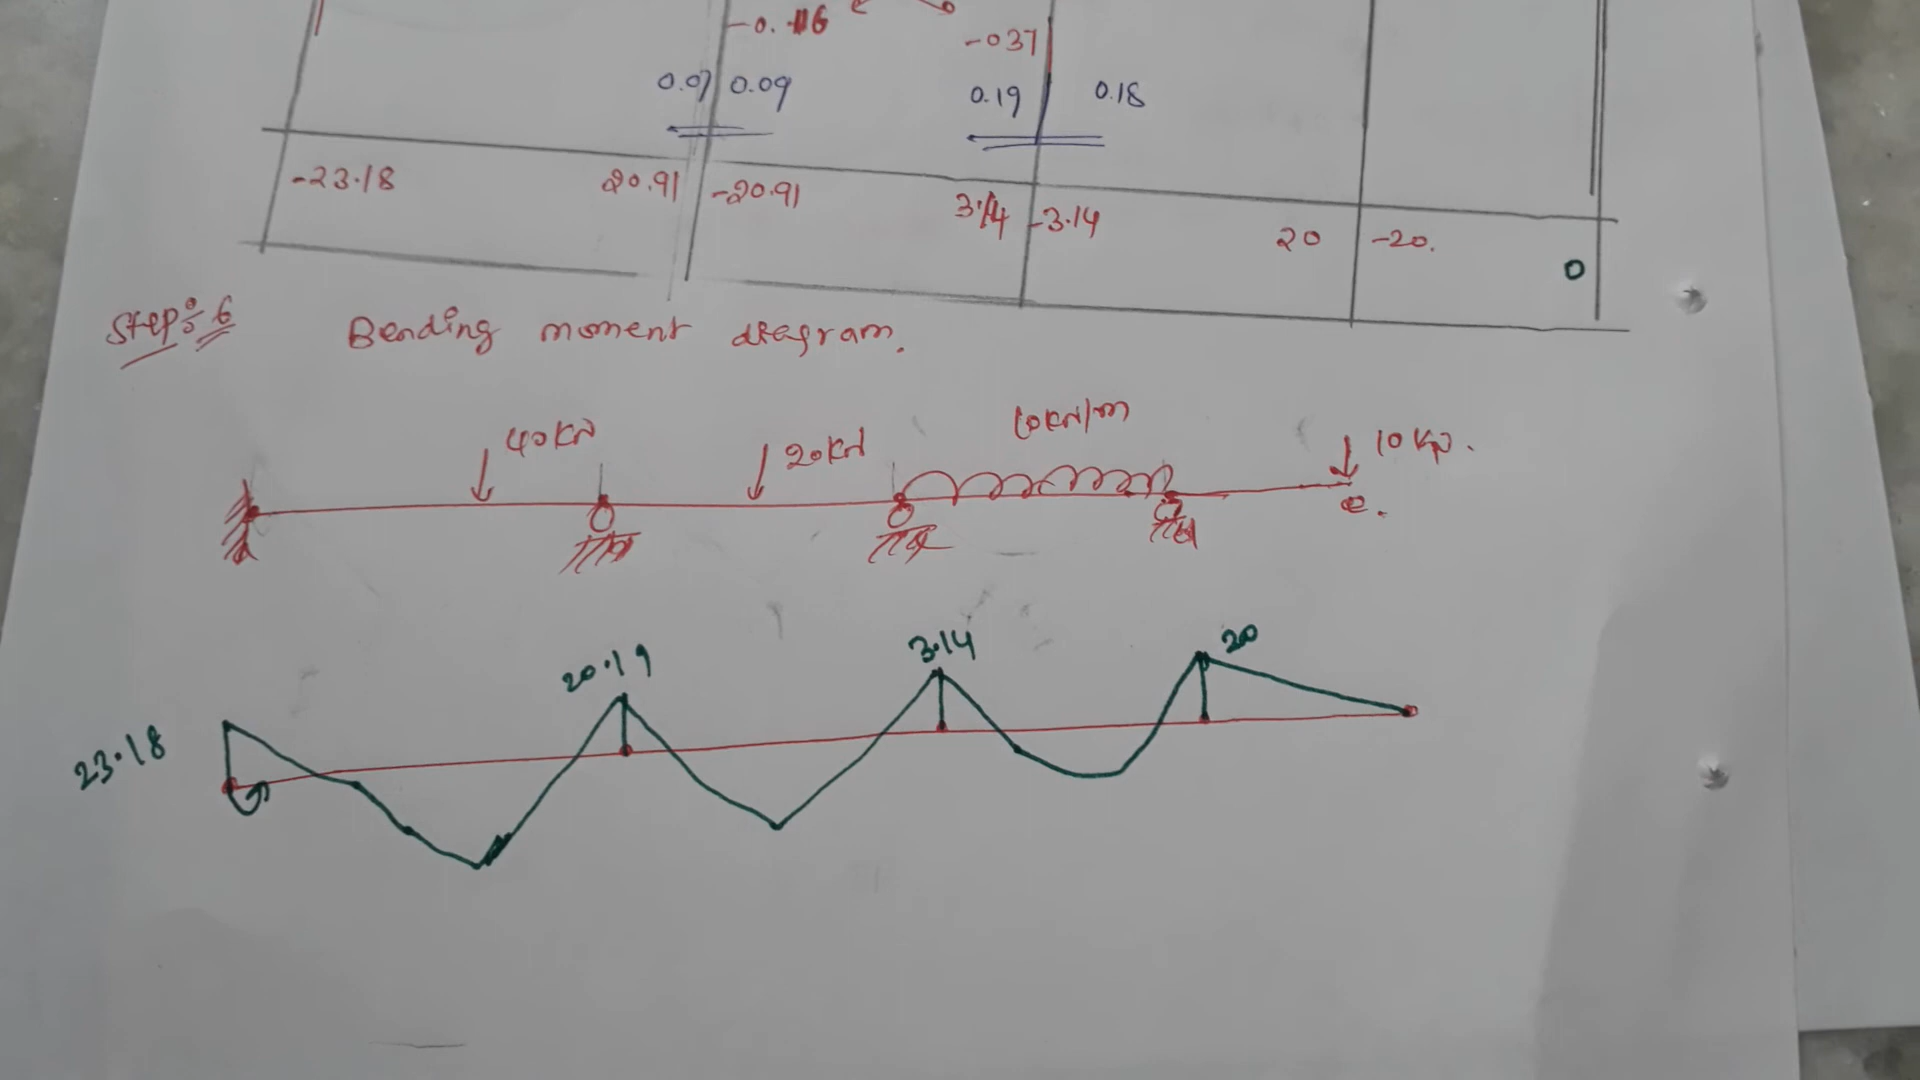 -0.16 -037
0.07 0.09 0.19 0.18
-23.18 20.91 -20.91 3.14 -3.14 20 -20. 0
Step:6 Bending moment diagram.
40KN 20KN 10KN/m 10KN.
e.
23.18 20.19 3.14 20